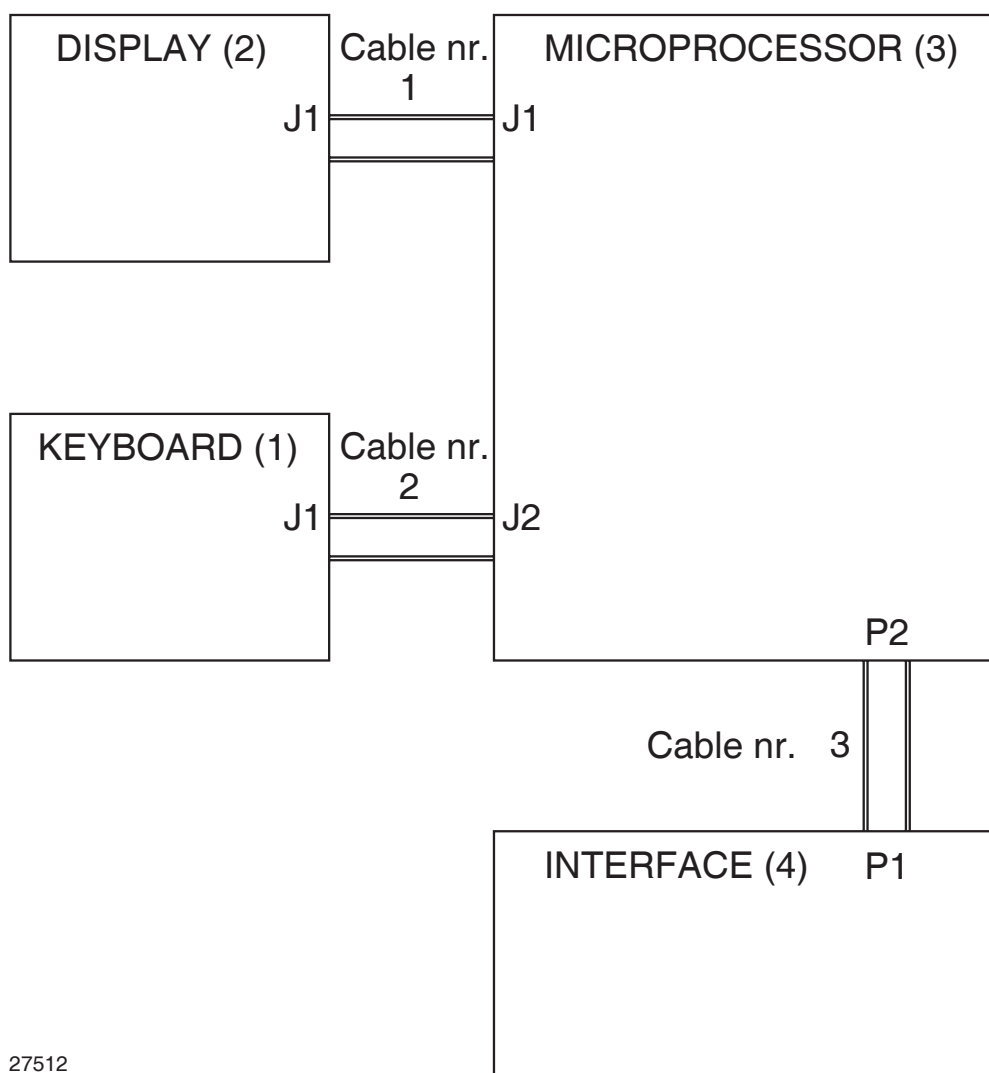 DISPLAY (2)
Cable nr.
1
MICROPROCESSOR (3)
J1
J1
KEYBOARD (1)
Cable nr.
2
J1
J2
P2
Cable nr. 3
INTERFACE (4)
P1
27512